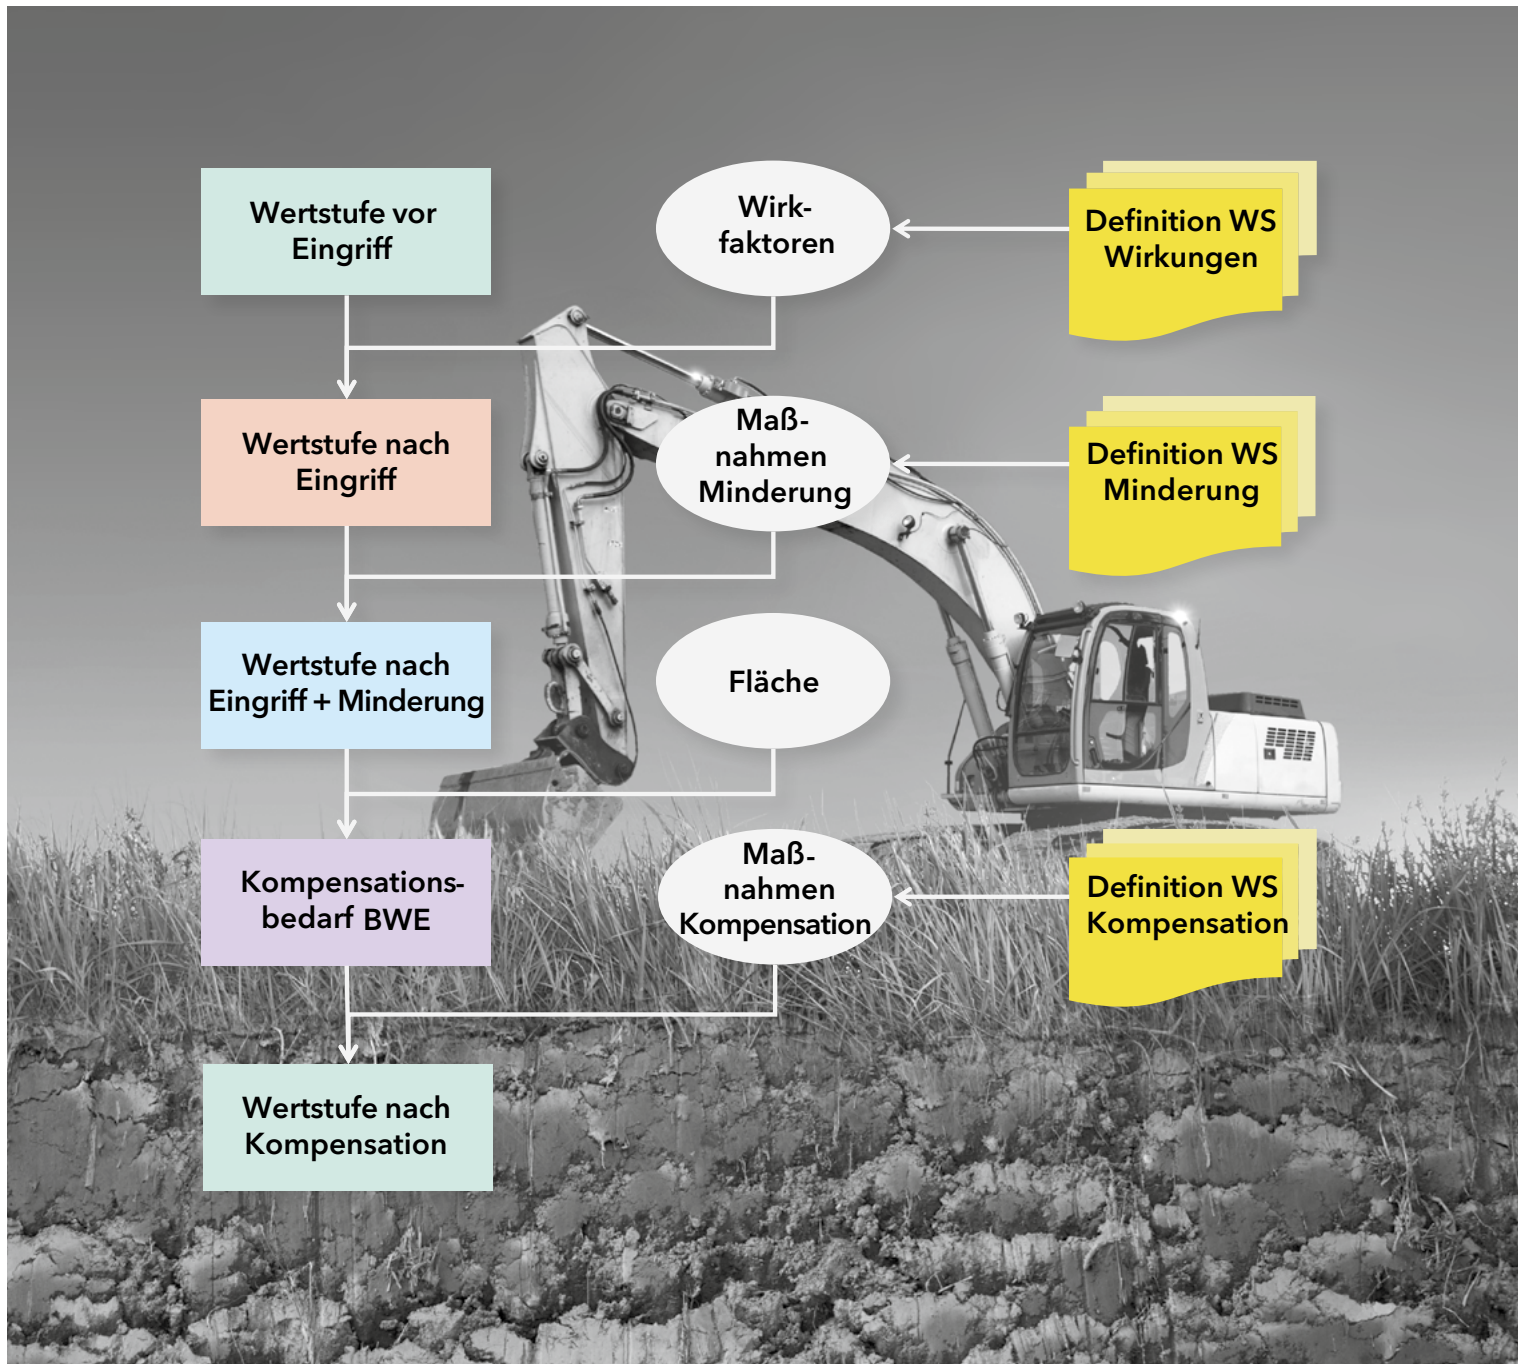 Wertstufe vor
Eingriff
Wirk-
faktoren
Definition WS
Wirkungen
Wertstufe nach
Eingriff
Maß-
nahmen
Minderung
Definition WS
Minderung
Wertstufe nach
Eingriff + Minderung
Fläche
Kompensations-
bedarf BWE
Maß-
nahmen
Kompensation
Definition WS
Kompensation
Wertstufe nach
Kompensation